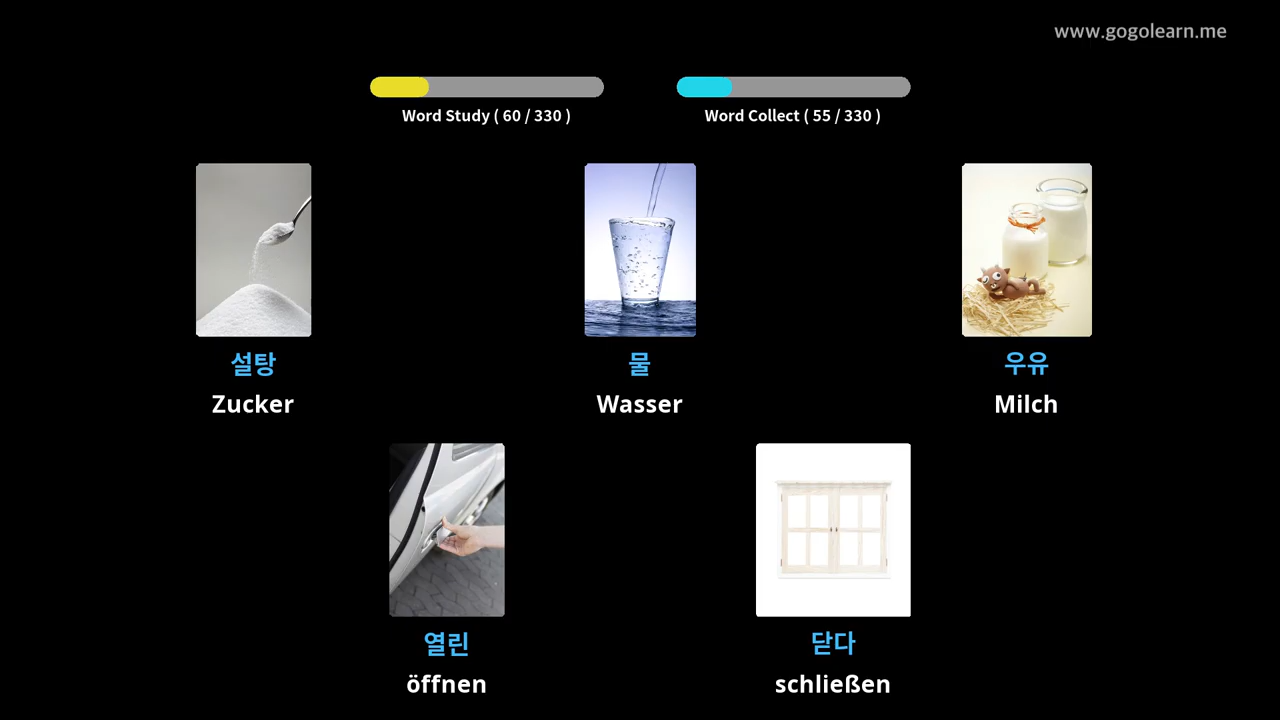 www.gogolearn.me
Word Study ( 60 / 330 )
Word Collect ( 55 / 330 )
설탕
물
우유
Zucker
Wasser
Milch
열린
닫다
öffnen
schließen